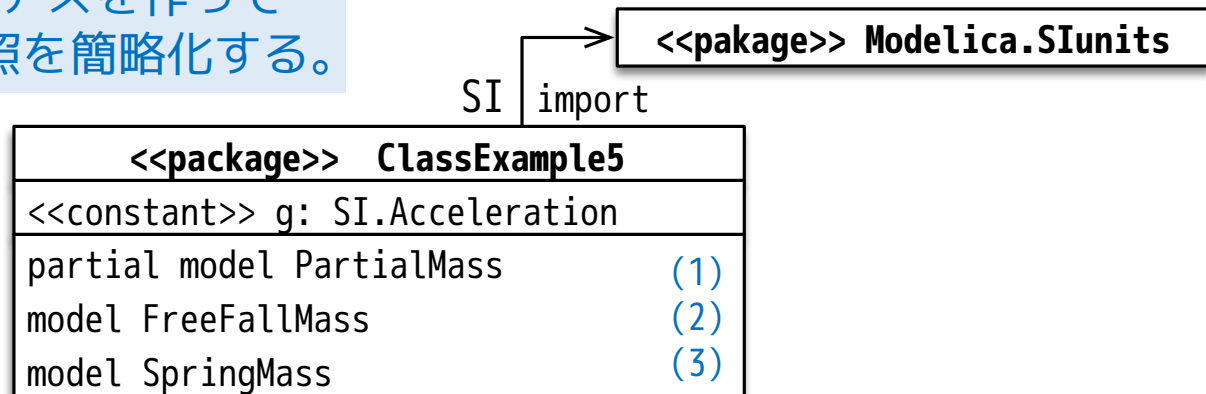 を作って
照を簡略化する。
<<pakage>> Modelica.SIunits
SI import
<<package>> ClassExample5
<<constant>> g: SI.Acceleration
partial model PartialMass (1)
model FreeFallMass (2)
model SpringMass (3)